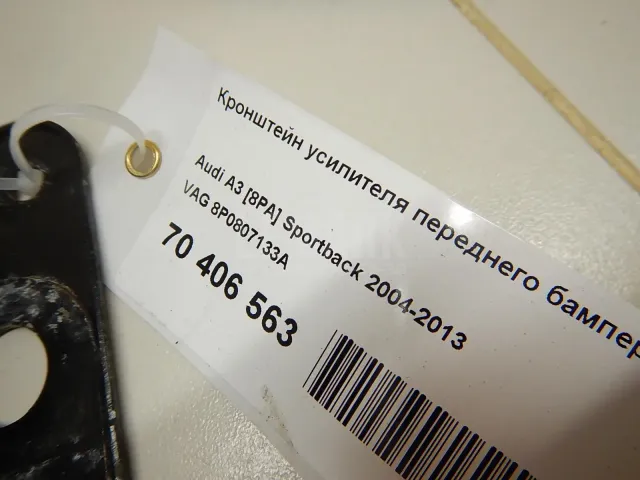 Кронштейн усилителя переднего бампер
Audi A3 [8PA] Sportback 2004-2013
VAG 8P0807133A
70 406 563